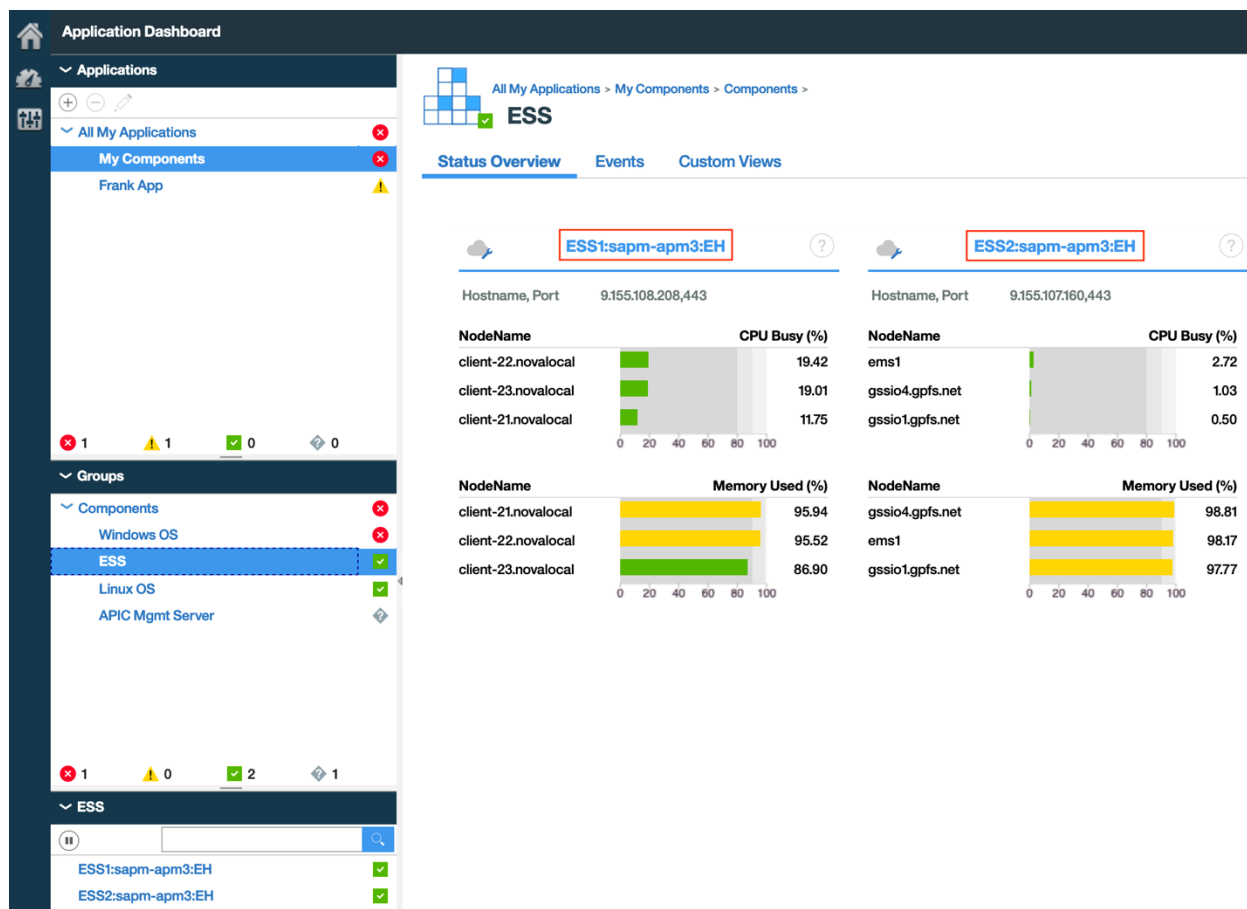 Application Dashboard
Applications
All My Applications
My Components
Frank App
1 1 0 0
Groups
Components
Windows OS
ESS
Linux OS
APIC Mgmt Server
1 0 2 1
ESS
ESS1:sapm-apm3:EH
ESS2:sapm-apm3:EH
All My Applications > My Components > Components >
ESS
Status Overview Events Custom Views
ESS1:sapm-apm3:EH ?
Hostname, Port 9.155.108.208,443
NodeName CPU Busy (%)
client-22.novalocal 19.42
client-23.novalocal 19.01
client-21.novalocal 11.75
0 20 40 60 80 100
NodeName Memory Used (%)
client-21.novalocal 95.94
client-22.novalocal 95.52
client-23.novalocal 86.90
0 20 40 60 80 100
ESS2:sapm-apm3:EH ?
Hostname, Port 9.155.107.160,443
NodeName CPU Busy (%)
ems1 2.72
gssio4.gpfs.net 1.03
gssio1.gpfs.net 0.50
0 20 40 60 80 100
NodeName Memory Used (%)
gssio4.gpfs.net 98.81
ems1 98.17
gssio1.gpfs.net 97.77
0 20 40 60 80 100